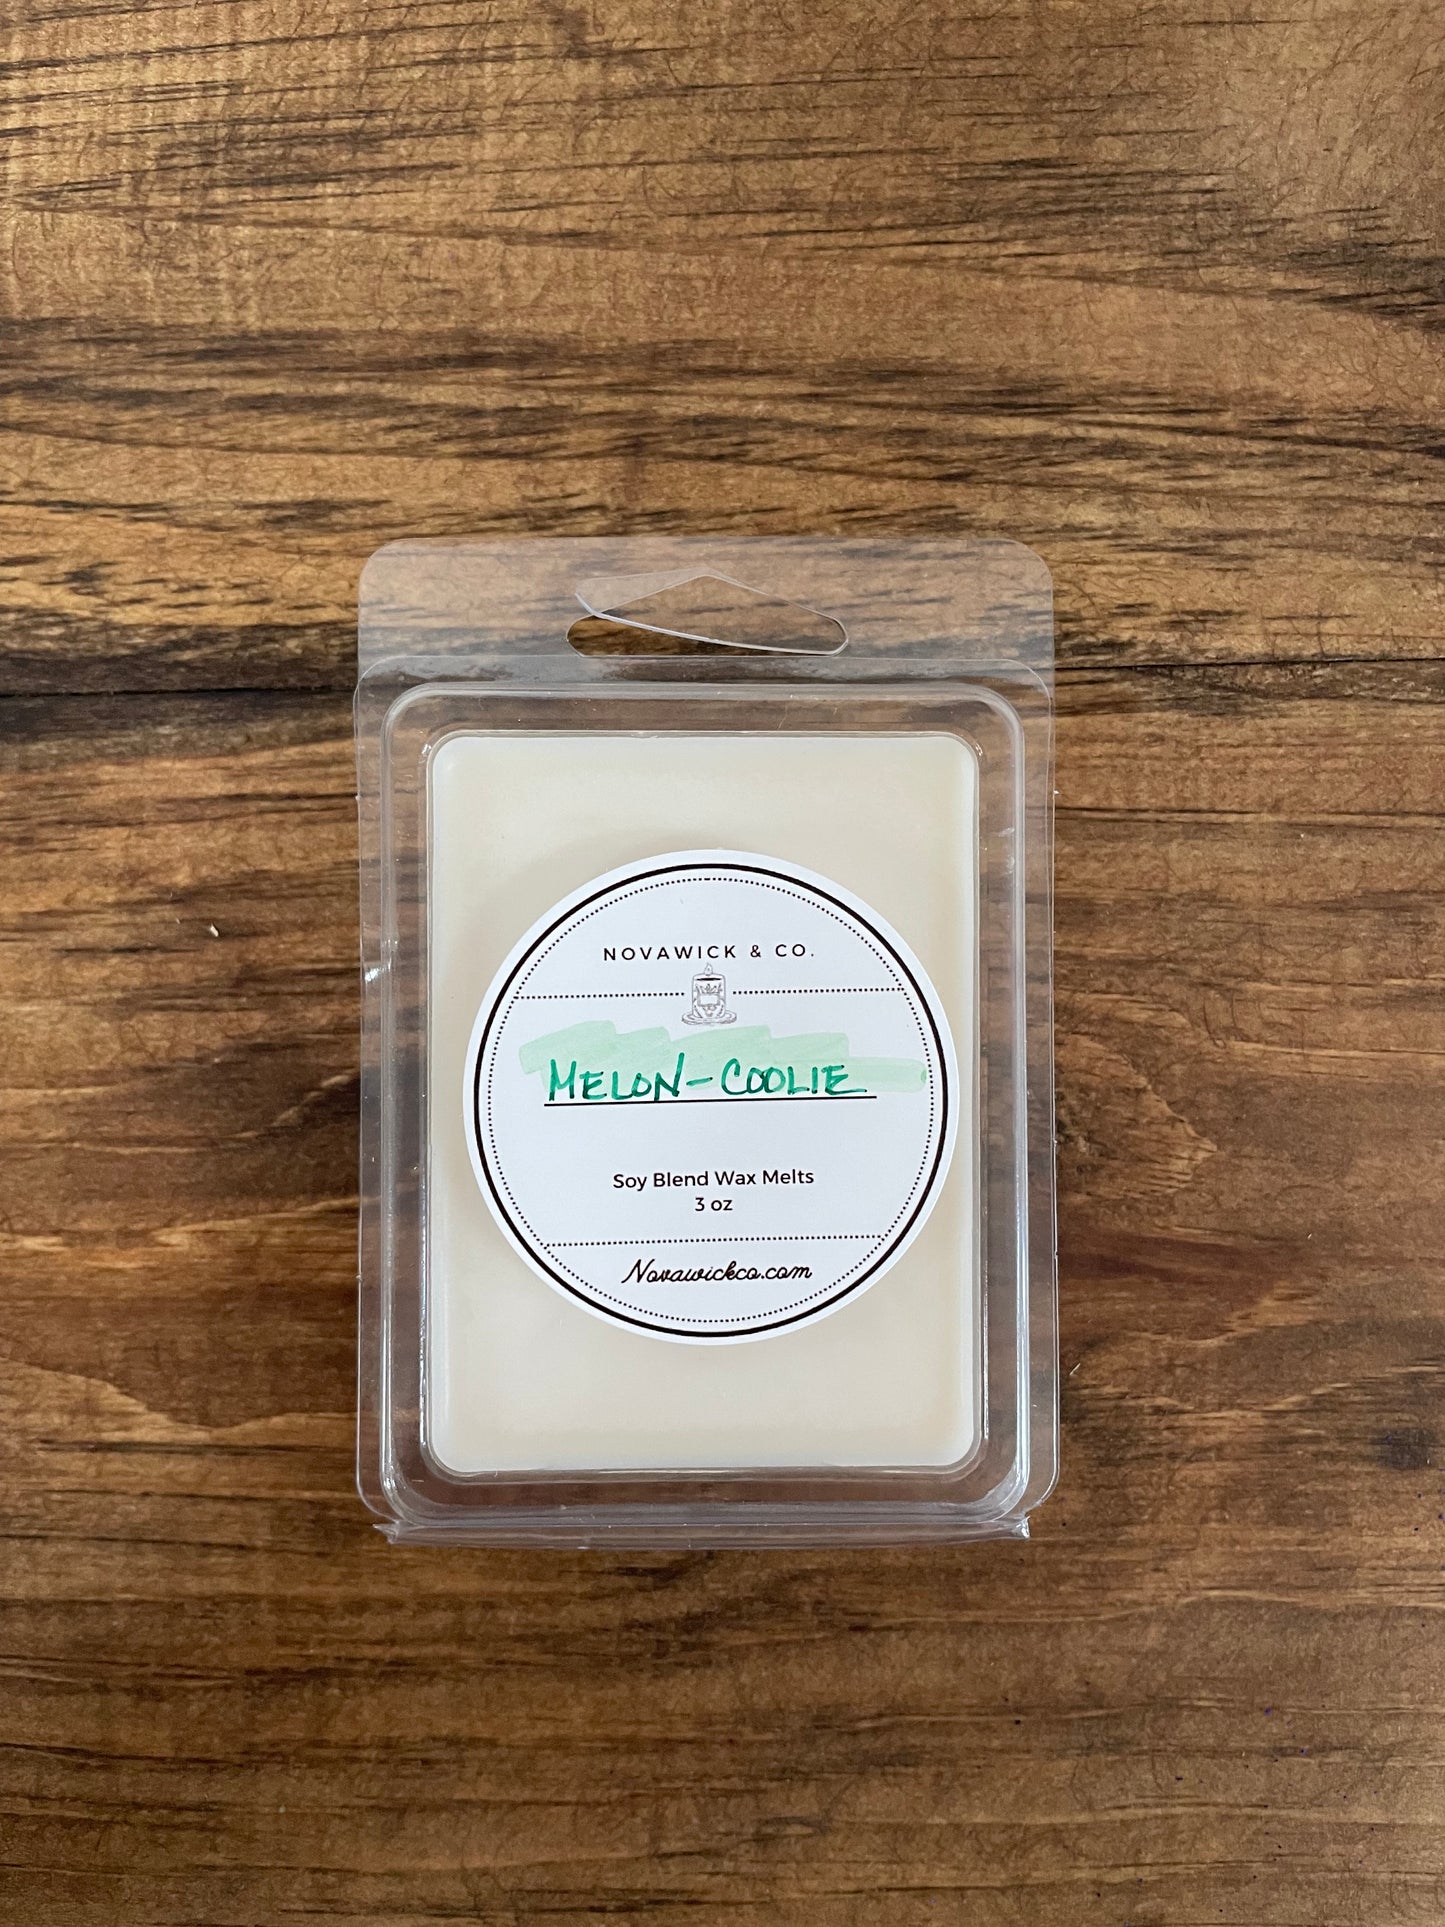 NOVAWICK & CO.
MELON-COOLIE
Soy Blend Wax Melts
3 oz
Novawickco.com